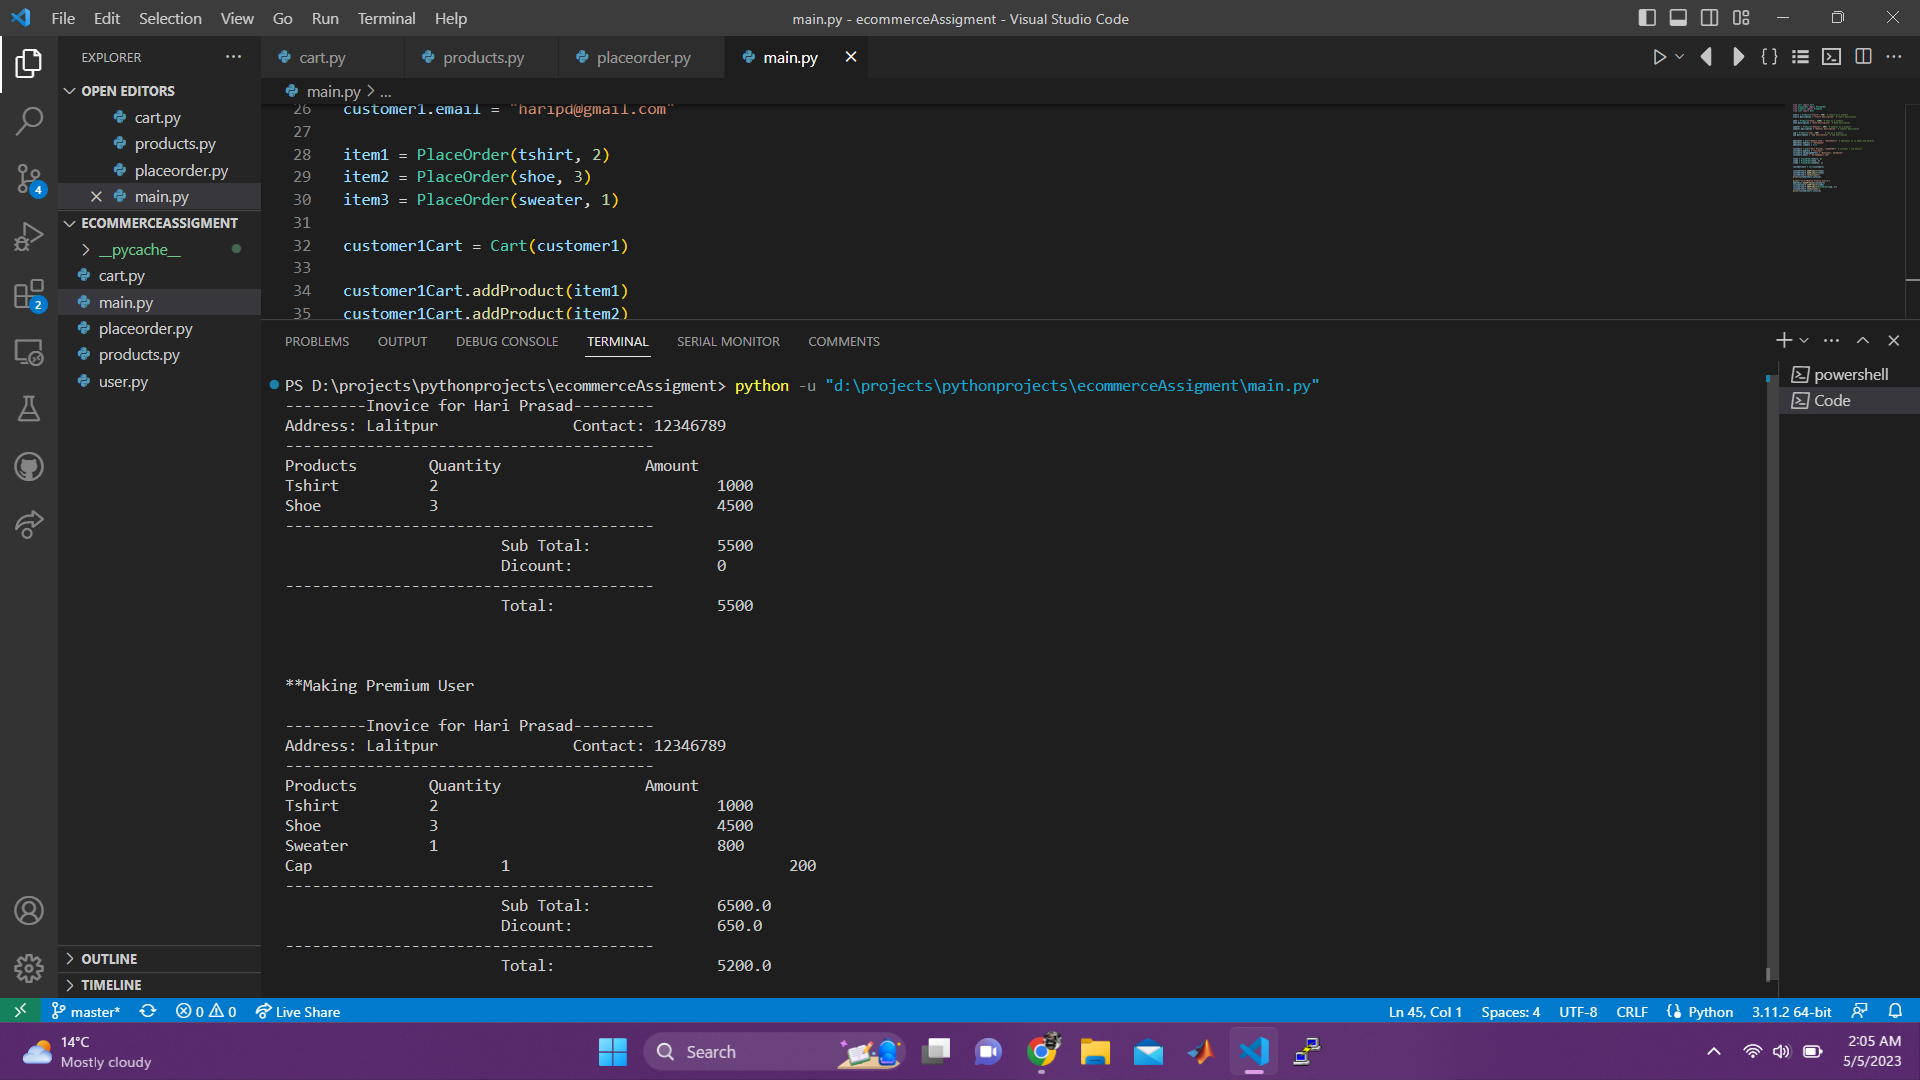 File Edit Selection View Go Run Terminal Help
main.py - ecommerceAssigment - Visual Studio Code
EXPLORER
OPEN EDITORS
cart.py
products.py
placeorder.py
main.py
ECOMMERCEASSIGMENT
__pycache__
cart.py
main.py
placeorder.py
products.py
user.py
OUTLINE
TIMELINE
4
2
cart.py products.py placeorder.py main.py
main.py > ...
26 customer1.email = "haripd@gmail.com"
27
28 item1 = PlaceOrder(tshirt, 2)
29 item2 = PlaceOrder(shoe, 3)
30 item3 = PlaceOrder(sweater, 1)
31
32 customer1Cart = Cart(customer1)
33
34 customer1Cart.addProduct(item1)
35 customer1Cart.addProduct(item2)
PROBLEMS OUTPUT DEBUG CONSOLE TERMINAL SERIAL MONITOR COMMENTS
powershell
Code
PS D:\projects\pythonprojects\ecommerceAssigment> python -u "d:\projects\pythonprojects\ecommerceAssigment\main.py"
---------Inovice for Hari Prasad---------
Address: Lalitpur Contact: 12346789
-----------------------------------------
Products Quantity Amount
Tshirt 2 1000
Shoe 3 4500
-----------------------------------------
Sub Total: 5500
Dicount: 0
-----------------------------------------
Total: 5500
**Making Premium User
---------Inovice for Hari Prasad---------
Address: Lalitpur Contact: 12346789
-----------------------------------------
Products Quantity Amount
Tshirt 2 1000
Shoe 3 4500
Sweater 1 800
Cap 1 200
-----------------------------------------
Sub Total: 6500.0
Dicount: 650.0
-----------------------------------------
Total: 5200.0
master* 0 0 Live Share
Ln 45, Col 1 Spaces: 4 UTF-8 CRLF Python 3.11.2 64-bit
14°C
Mostly cloudy
Search
2:05 AM
5/5/2023